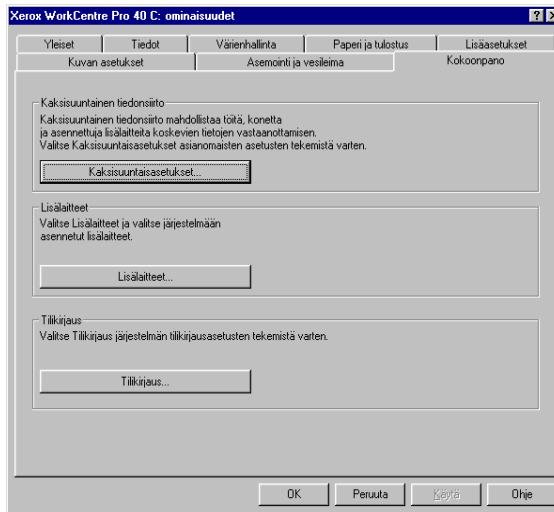 Xerox WorkCentre Pro 40 C: ominaisuudet
Yleiset Tiedot Värienhallinta Paperi ja tulostus Lisäasetukset
Kuvan asetukset Asemointi ja vesileima Kokoonpano
Kaksisuuntainen tiedonsiirto
Kaksisuuntainen tiedonsiirto mahdollistaa töitä, konetta
ja asennettuja lisälaitteita koskevien tietojen vastaanottamisen.
Valitse Kaksisuuntaisasetukset asianomaisten asetusten tekemistä varten.
Kaksisuuntaisasetukset...
Lisälaitteet
Valitse Lisälaitteet ja valitse järjestelmään
asennetut lisälaitteet.
Lisälaitteet...
Tilikirjaus
Valitse Tilikirjaus järjestelmän tilikirjausasetusten tekemistä varten.
Tilikirjaus...
OK Peruuta Käytä Ohje